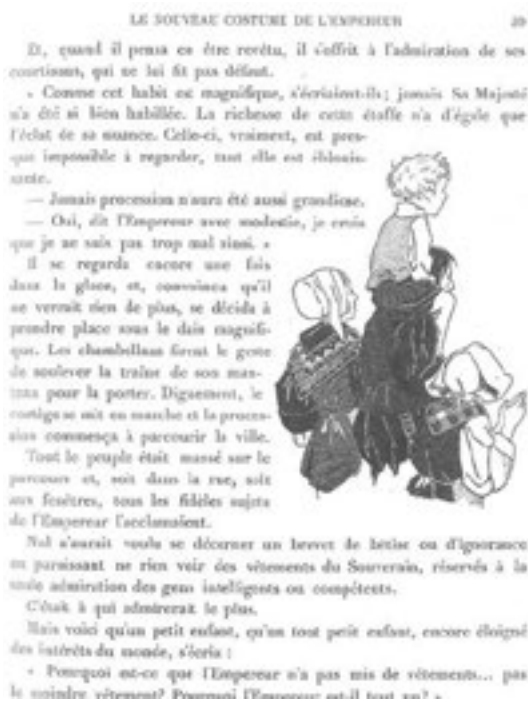 LE NOUVEAU COSTUME DE L'EMPEREUR
Et, quand il pensa en être revêtu, il s'offrit à l'admiration de ses
courtisans, qui ne lui fit pas défaut.
« Comme cet habit est magnifique, s'écriaient-ils; jamais Sa Majesté
n'a été si bien habillée. La richesse de cette étoffe n'a d'égale que
l'éclat de sa nuance. Celle-ci, vraiment, est pres-
que impossible à regarder, tant elle est éblouis-
sante.
— Jamais procession n'aura été aussi grandiose.
— Oui, dit l'Empereur avec modestie, je crois
que je ne suis pas trop mal ainsi. »
Il se regarda encore une fois
dans la glace, et, convaincu qu'il
ne verrait rien de plus, se décida à
prendre place sous le dais magnifi-
que. Les chambellans firent le geste
de soulever la traîne de son man-
teau pour la porter. Dignement, le
cortège se mit en marche et la proces-
sion commença à parcourir la ville.
Tout le peuple était massé sur le
parcours et, soit dans la rue, soit
aux fenêtres, tous les fidèles sujets
de l'Empereur l'acclamaient.
Nul n'aurait voulu se décerner un brevet de bêtise ou d'ignorance
en paraissant ne rien voir des vêtements du Souverain, réservés à la
seule admiration des gens intelligents ou compétents.
C'était à qui admirerait le plus.
Mais voici qu'un petit enfant, qu'un tout petit enfant, encore éloigné
des intérêts du monde, s'écria :
« Pourquoi est-ce que l'Empereur n'a pas mis de vêtements... pas
le moindre vêtement? Pourquoi l'Empereur est-il tout nu? »